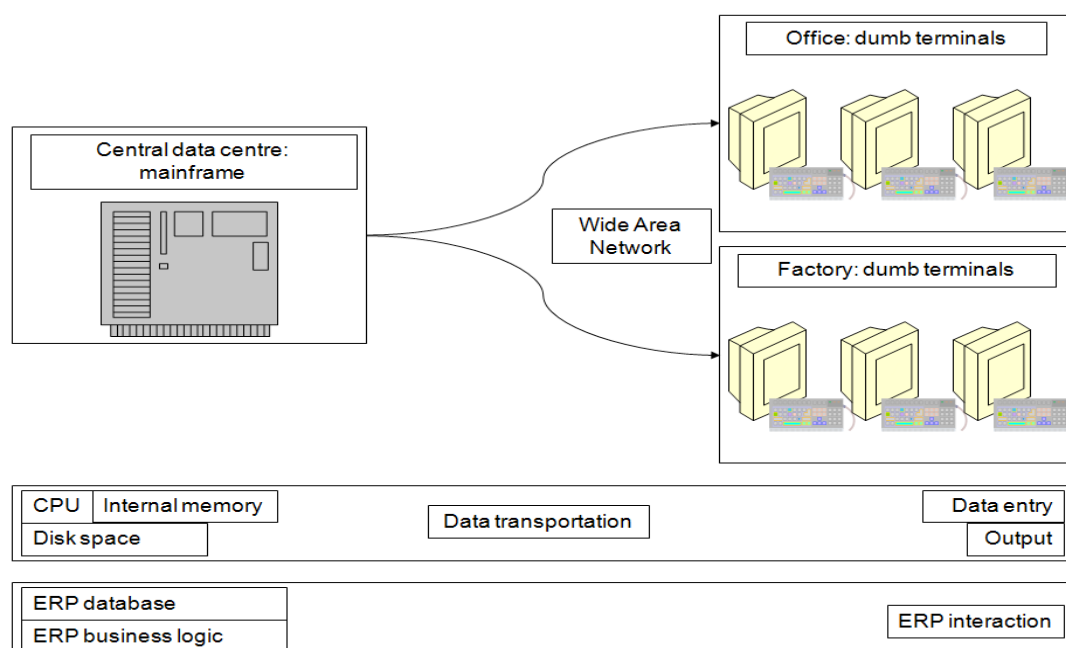 Office: dumb terminals
Central data centre:
mainframe
Wide Area
Network
Factory: dumb terminals
CPU
Internal memory
Data transportation
Data entry
Disk space
Output
ERP database
ERP interaction
ERP business logic